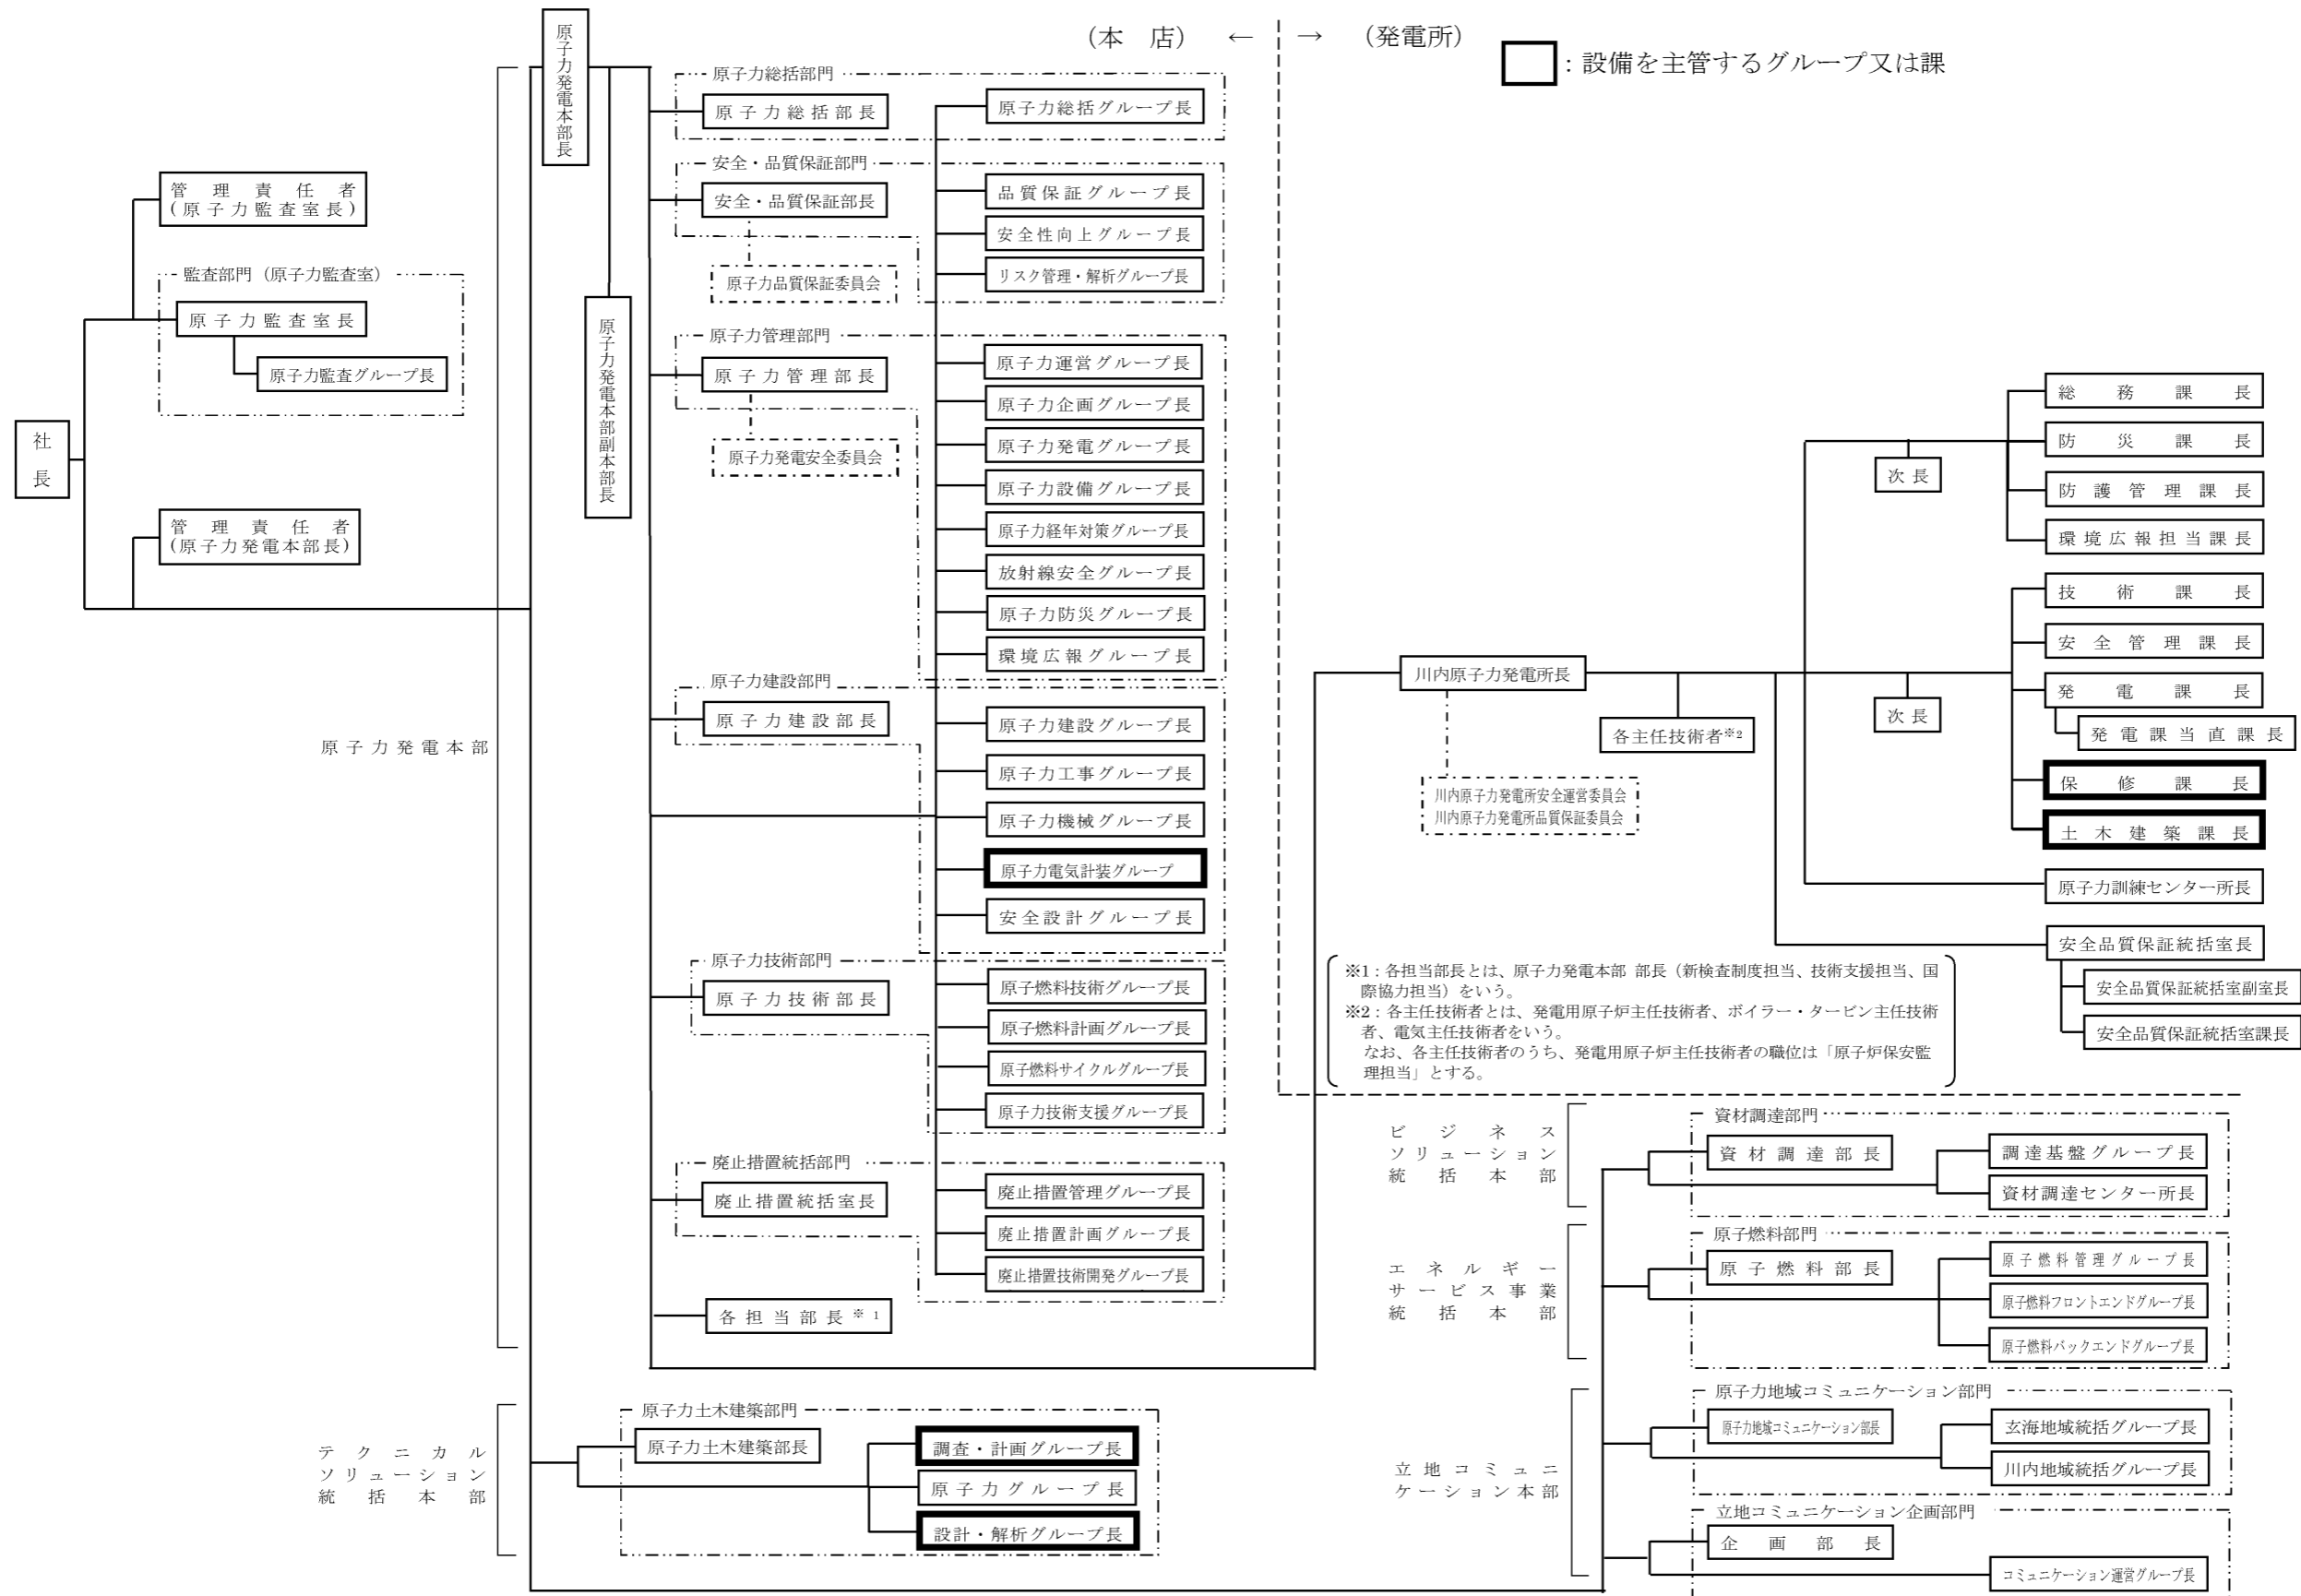 (本 店) ← → (発電所)
:設備を主管するグループ又は課
原子力発電本部長
原子力発電本部副本部長
社長
管理責任者
(原子力監査室長)
監査部門(原子力監査室)
原子力監査室長
原子力監査グループ長
管理責任者
(原子力発電本部長)
原子力発電本部
原子力総括部門
原子力総括部長
原子力総括グループ長
安全・品質保証部門
安全・品質保証部長
原子力品質保証委員会
品質保証グループ長
安全性向上グループ長
リスク管理・解析グループ長
原子力管理部門
原子力管理部長
原子力発電安全委員会
原子力運営グループ長
原子力企画グループ長
原子力発電グループ長
原子力設備グループ長
原子力経年対策グループ長
放射線安全グループ長
原子力防災グループ長
環境広報グループ長
原子力建設部門
原子力建設部長
原子力建設グループ長
原子力工事グループ長
原子力機械グループ長
原子力電気計装グループ
安全設計グループ長
原子力技術部門
原子力技術部長
原子燃料技術グループ長
原子燃料計画グループ長
原子燃料サイクルグループ長
原子力技術支援グループ長
廃止措置統括部門
廃止措置統括室長
廃止措置管理グループ長
廃止措置計画グループ長
廃止措置技術開発グループ長
各担当部長※1
テクニカル
ソリューション
統括本部
原子力土木建築部門
原子力土木建築部長
調査・計画グループ長
原子力グループ長
設計・解析グループ長
川内原子力発電所長
川内原子力発電所安全運営委員会
川内原子力発電所品質保証委員会
各主任技術者※2
次長
総務課長
防災課長
防護管理課長
環境広報担当課長
次長
技術課長
安全管理課長
発電課長
発電課当直課長
保修課長
土木建築課長
原子力訓練センター所長
安全品質保証統括室長
安全品質保証統括室副室長
安全品質保証統括室課長
※1:各担当部長とは、原子力発電本部 部長(新検査制度担当、技術支援担当、国
際協力担当)をいう。
※2:各主任技術者とは、発電用原子炉主任技術者、ボイラー・タービン主任技術
者、電気主任技術者をいう。
なお、各主任技術者のうち、発電用原子炉主任技術者の職位は「原子炉保安監
理担当」とする。
ビジネス
ソリューション
統括本部
資材調達部門
資材調達部長
調達基盤グループ長
資材調達センター所長
エネルギー
サービス事業
統括本部
原子燃料部門
原子燃料部長
原子燃料管理グループ長
原子燃料フロントエンドグループ長
原子燃料バックエンドグループ長
立地コミュニ
ケーション本部
原子力地域コミュニケーション部門
原子力地域コミュニケーション部長
玄海地域統括グループ長
川内地域統括グループ長
立地コミュニケーション企画部門
企画部長
コミュニケーション運営グループ長